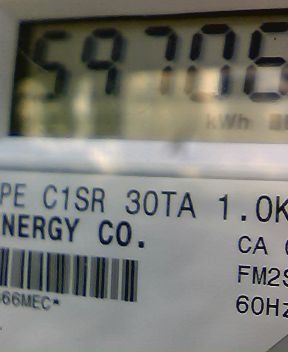 59706
kWh
PE C1SR 30TA 1.0K
NERGY CO.
CA
FM2S
60Hz
66MEC*